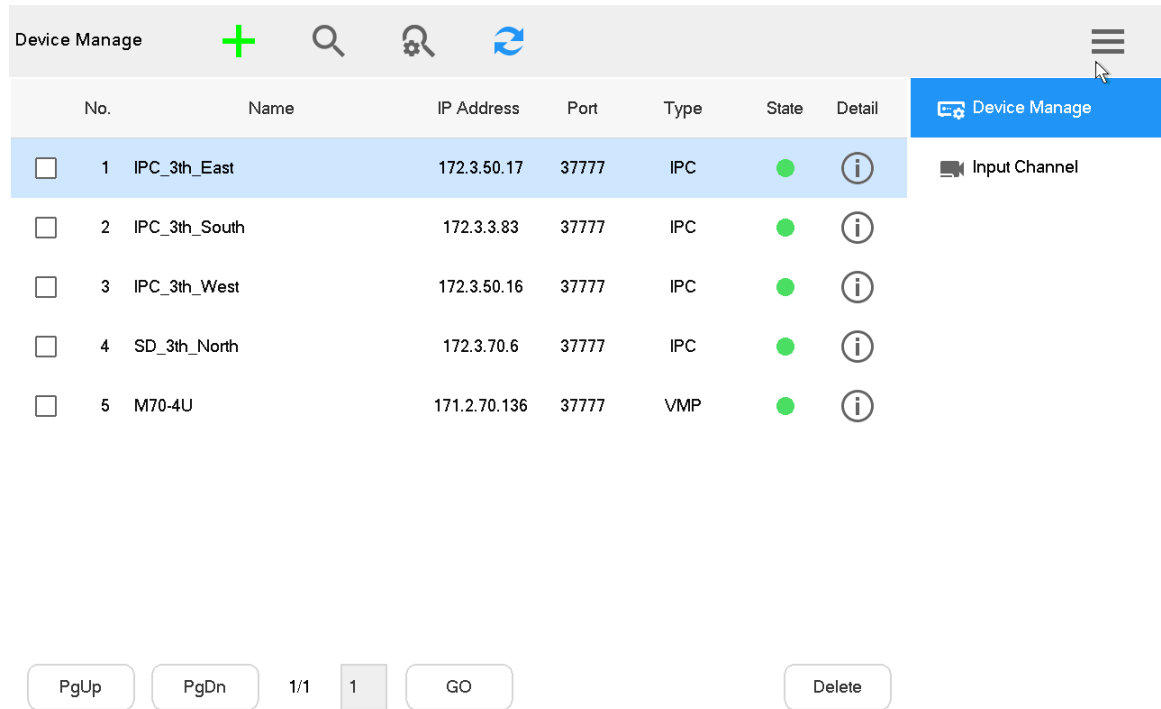 Device Manage
No. Name IP Address Port Type State Detail
Device Manage
1 IPC_3th_East 172.3.50.17 37777 IPC
Input Channel
2 IPC_3th_South 172.3.3.83 37777 IPC
3 IPC_3th_West 172.3.50.16 37777 IPC
4 SD_3th_North 172.3.70.6 37777 IPC
5 M70-4U 171.2.70.136 37777 VMP
PgUp PgDn 1/1 1 GO Delete